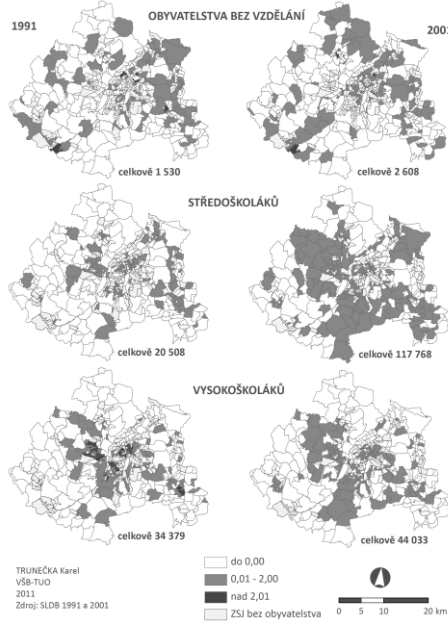 OBYVATELSTVA BEZ VZDĚLÁNÍ
1991
2001
celkově 1 530
celkově 2 608
STŘEDOŠKOLÁKŮ
celkově 20 508
celkově 117 768
VYSOKOŠKOLÁKŮ
celkově 34 379
celkově 44 033
TRUNEČKA Karel
VŠB-TUO
2011
Zdroj: SLDB 1991 a 2001
do 0,00
0,01 - 2,00
nad 2,01
ZSJ bez obyvatelstva
0 10 20 km